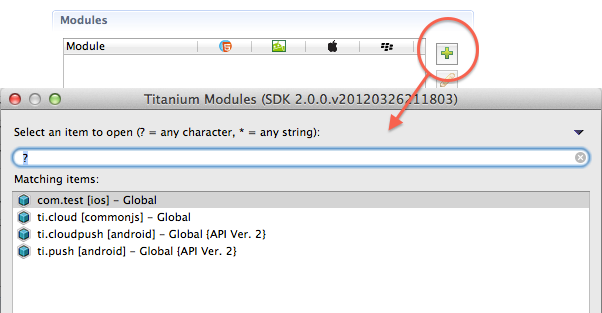 Modules
Module
Titanium Modules (SDK 2.0.0.v20120326211803)
Select an item to open (? = any character, * = any string):
?
Matching items:
com.test [ios] – Global
ti.cloud [commonjs] – Global
ti.cloudpush [android] – Global {API Ver. 2}
ti.push [android] – Global {API Ver. 2}